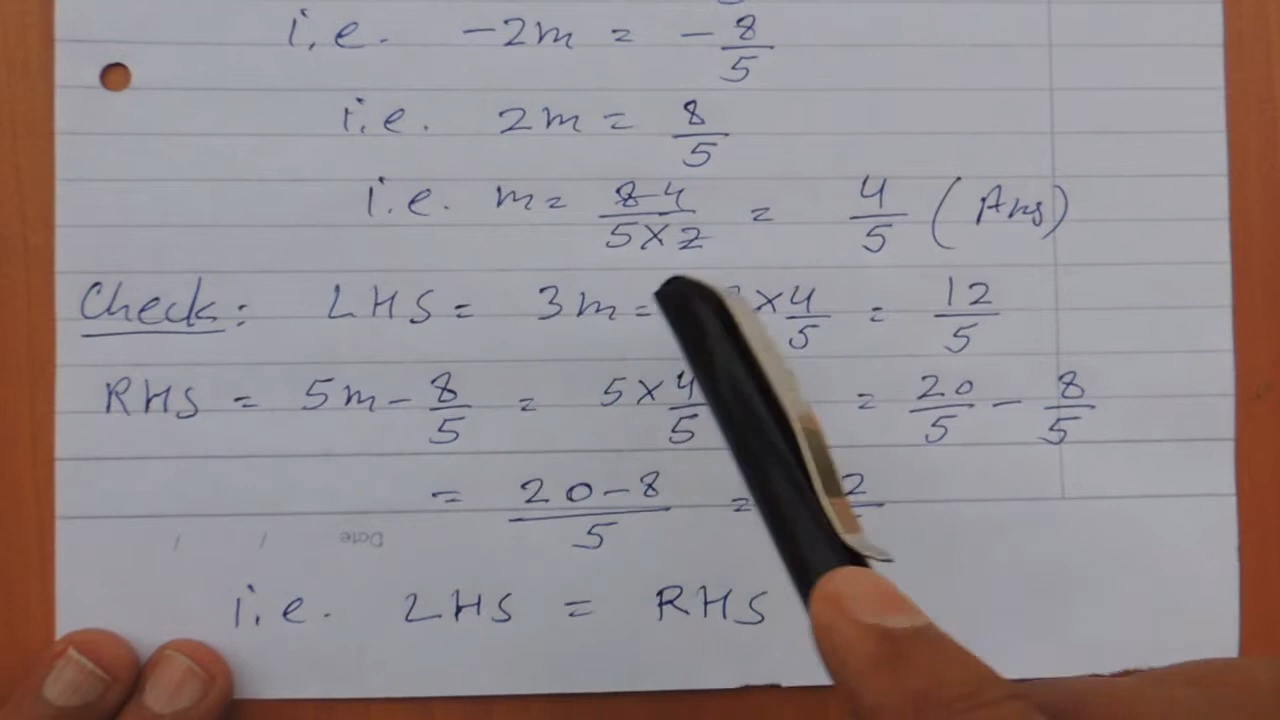 i.e. -2m = - 8/5
i.e. 2m = 8/5
i.e. m = 8 4/5×2 = 4/5 (Ans)
Check: LHS = 3m = ×4/5 = 12/5
RHS = 5m - 8/5 = 5×4/5 = 20/5 - 8/5
= 20-8/5 =
Date / /
i.e. LHS = RHS